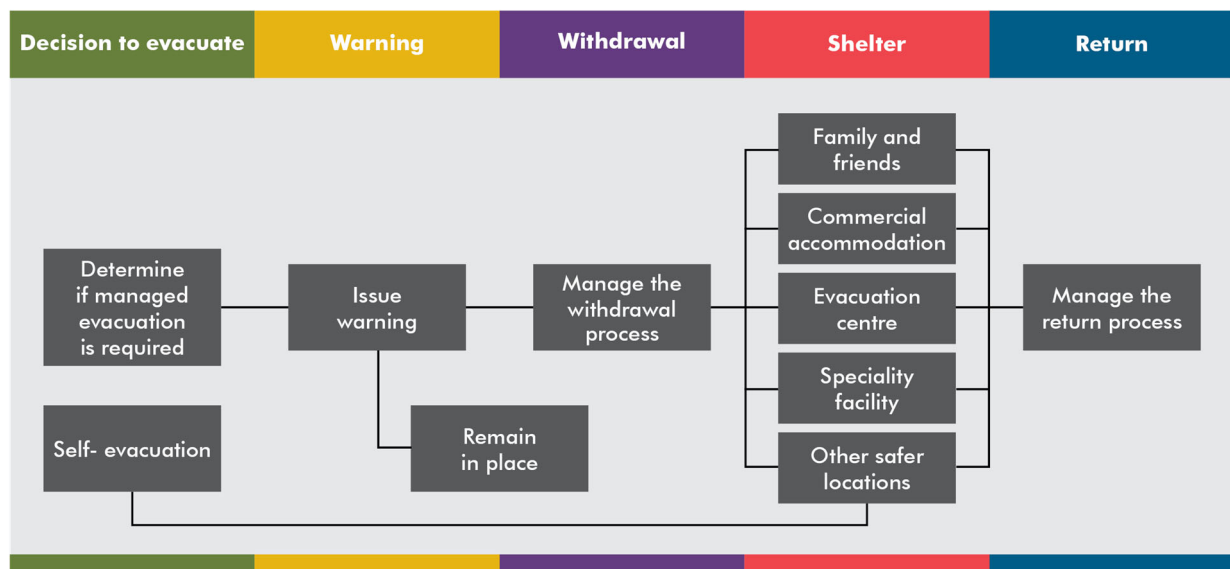 Decision to evacuate
Warning
Withdrawal
Shelter
Return
Determine
if managed
evacuation
is required
Self- evacuation
Issue
warning
Remain
in place
Manage the
withdrawal
process
Family and
friends
Commercial
accommodation
Evacuation
centre
Speciality
facility
Other safer
locations
Manage the
return process